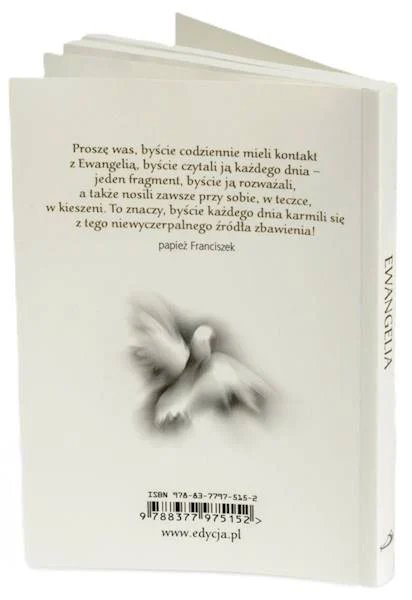 Proszę was, byście codziennie mieli kontakt
z Ewangelią, byście czytali ją każdego dnia –
jeden fragment, byście ją rozważali,
a także nosili zawsze przy sobie, w teczce,
w kieszeni. To znaczy, byście każdego dnia karmili się
z tego niewyczerpalnego źródła zbawienia!
papież Franciszek
EWANGELIA
ISBN 978-83-7797-515-2
9 788377 975152>
www.edycja.pl